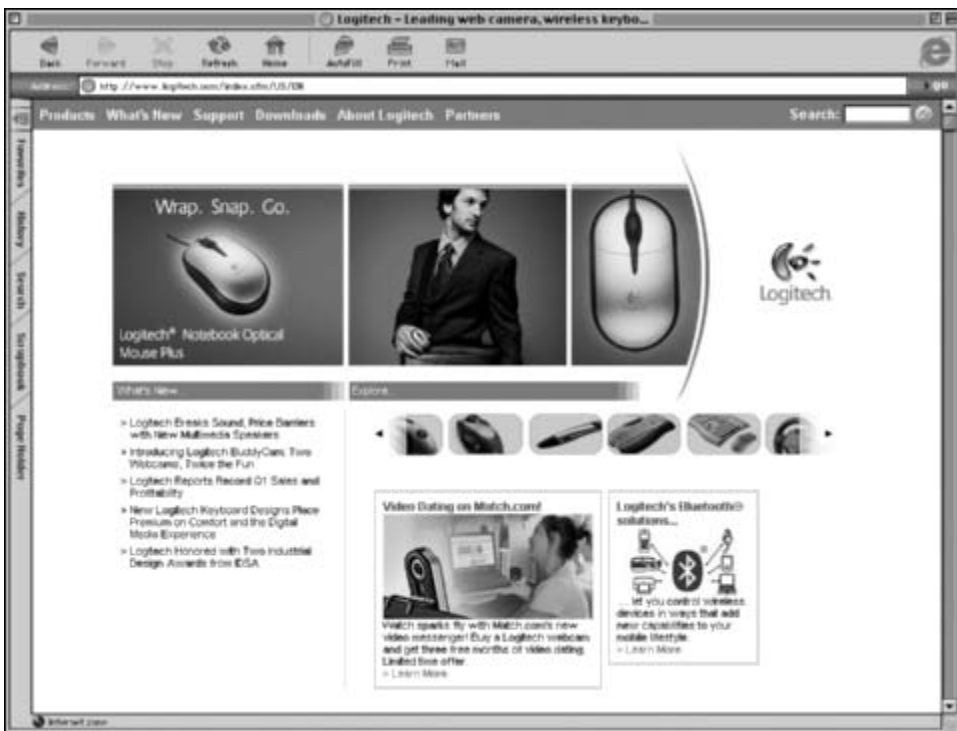 Logitech – Leading web camera, wireless keybo...
Back Forward Stop Refresh Home AutoFill Print Mail
Address: http://www.logitech.com/index.cfm/US/EN go
Products What's New Support Downloads About Logitech Partners Search:
Favorites
History
Search
Scrapbook
Page Holder
Wrap. Snap. Go.
Logitech® Notebook Optical
Mouse Plus
Logitech
What's New...
Explore...
» Logitech Breaks Sound, Price Barriers
with New Multimedia Speakers
» Introducing Logitech BuddyCam: Two
Webcams, Twice the Fun
» Logitech Reports Record Q1 Sales and
Profitability
» New Logitech Keyboard Designs Place
Premium on Comfort and the Digital
Media Experience
» Logitech Honored with Two Industrial
Design Awards from IDSA
Video Dating on Match.com!
Watch sparks fly with Match.com's new
video messenger! Buy a Logitech webcam
and get three free months of video dating.
Limited time offer.
» Learn More
Logitech's Bluetooth®
solutions...
... let you control wireless
devices in ways that add
new capabilities to your
mobile lifestyle.
» Learn More
Internet zone